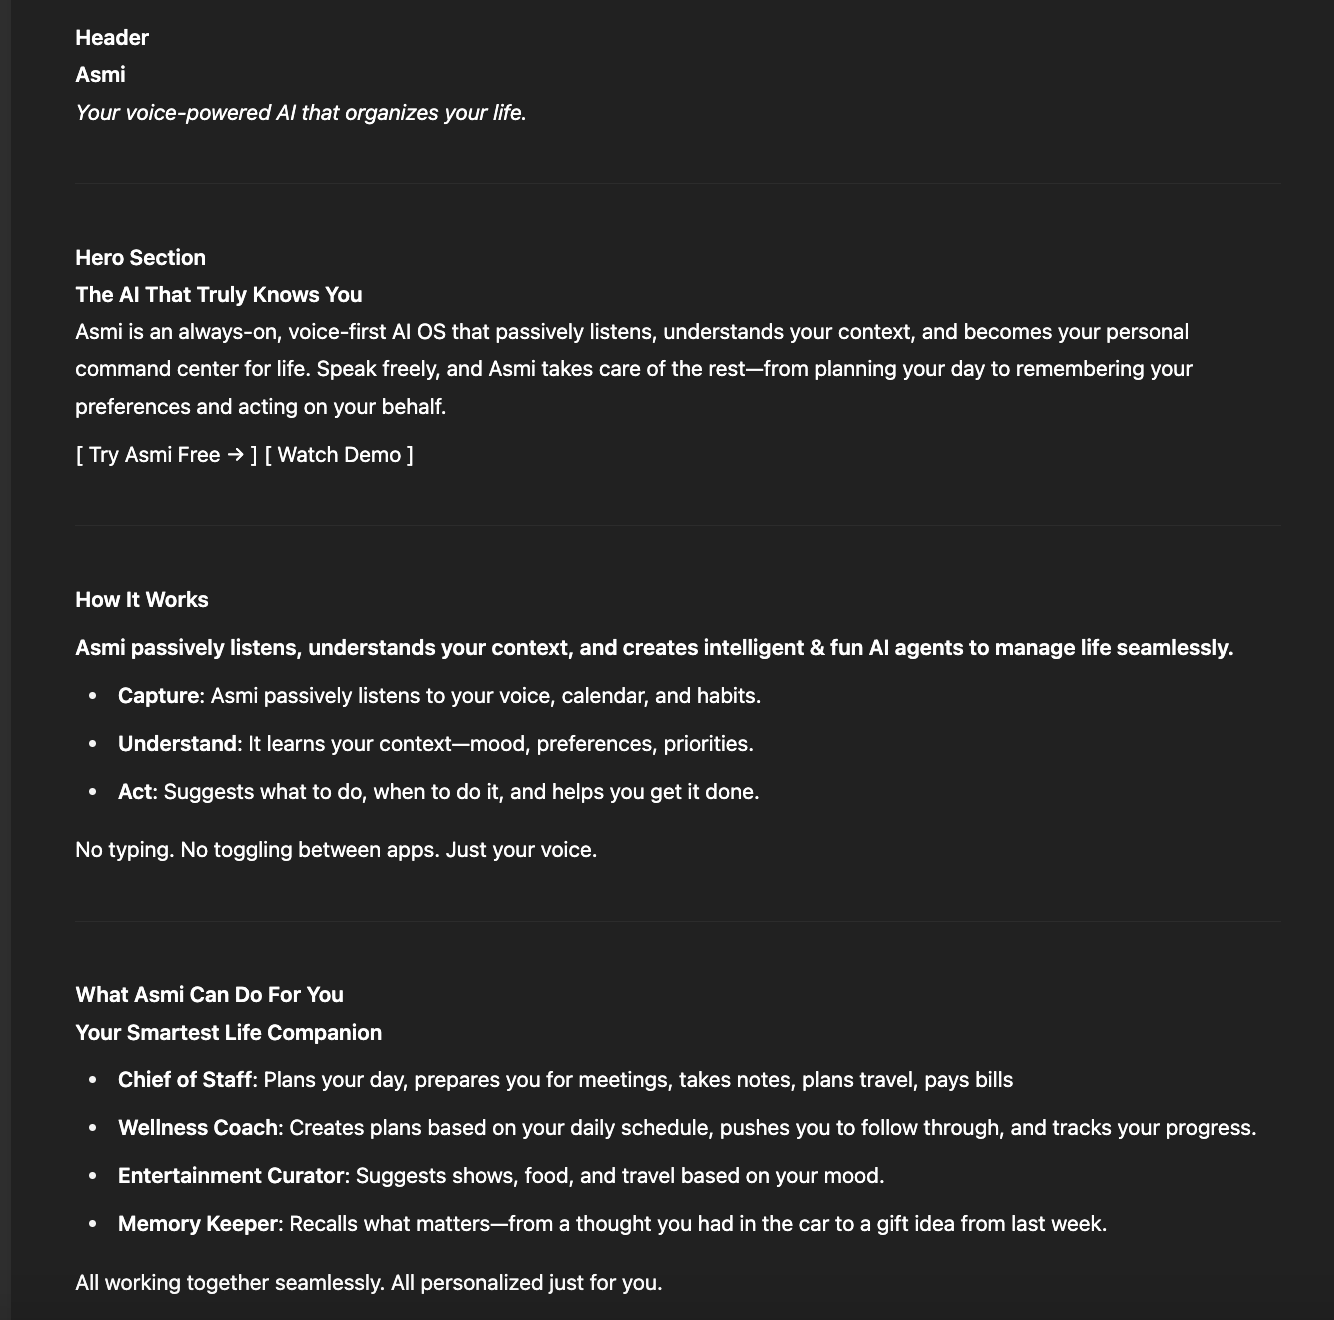 Header
Asmi
Your voice-powered AI that organizes your life.
Hero Section
The AI That Truly Knows You
Asmi is an always-on, voice-first AI OS that passively listens, understands your context, and becomes your personal
command center for life. Speak freely, and Asmi takes care of the rest—from planning your day to remembering your
preferences and acting on your behalf.
[ Try Asmi Free → ] [ Watch Demo ]
How It Works
Asmi passively listens, understands your context, and creates intelligent & fun AI agents to manage life seamlessly.
• Capture: Asmi passively listens to your voice, calendar, and habits.
• Understand: It learns your context—mood, preferences, priorities.
• Act: Suggests what to do, when to do it, and helps you get it done.
No typing. No toggling between apps. Just your voice.
What Asmi Can Do For You
Your Smartest Life Companion
• Chief of Staff: Plans your day, prepares you for meetings, takes notes, plans travel, pays bills
• Wellness Coach: Creates plans based on your daily schedule, pushes you to follow through, and tracks your progress.
• Entertainment Curator: Suggests shows, food, and travel based on your mood.
• Memory Keeper: Recalls what matters—from a thought you had in the car to a gift idea from last week.
All working together seamlessly. All personalized just for you.